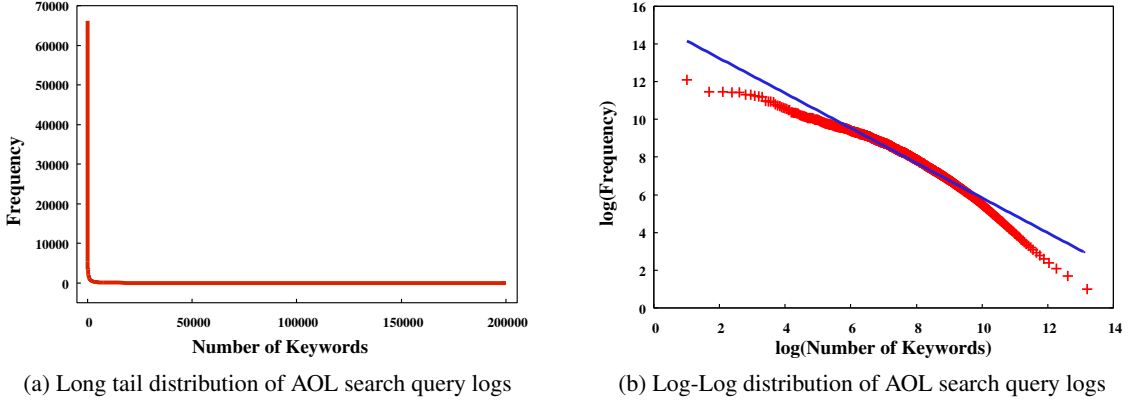 70000
60000
50000
40000
30000
20000
10000
0
Frequency
0 50000 100000 150000 200000
Number of Keywords
(a) Long tail distribution of AOL search query logs
16
14
12
10
8
6
4
2
0
log(Frequency)
0 2 4 6 8 10 12 14
log(Number of Keywords)
(b) Log-Log distribution of AOL search query logs